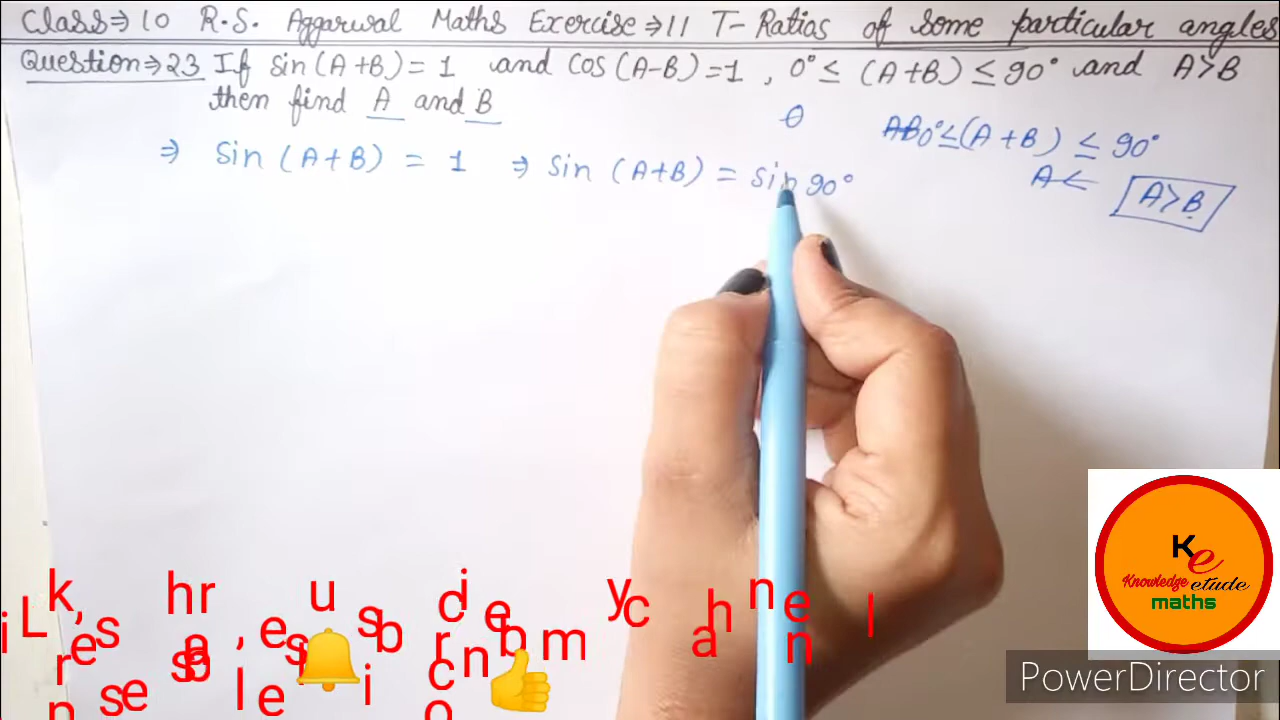 Class⇒10 R.S. Aggarwal Maths Exercise⇒11 T-Ratios of some particular angles
Question⇒23 If sin(A+B)=1 and cos(A-B)=1, 0°≤ (A+B) ≤90° and A>B
then find A and B
θ
0°≤(A+B) ≤ 90°
⇒ Sin (A+B) = 1 ⇒ sin (A+B) = sin 90°
A<
A>B
Ke
Knowledge etude
maths
PowerDirector